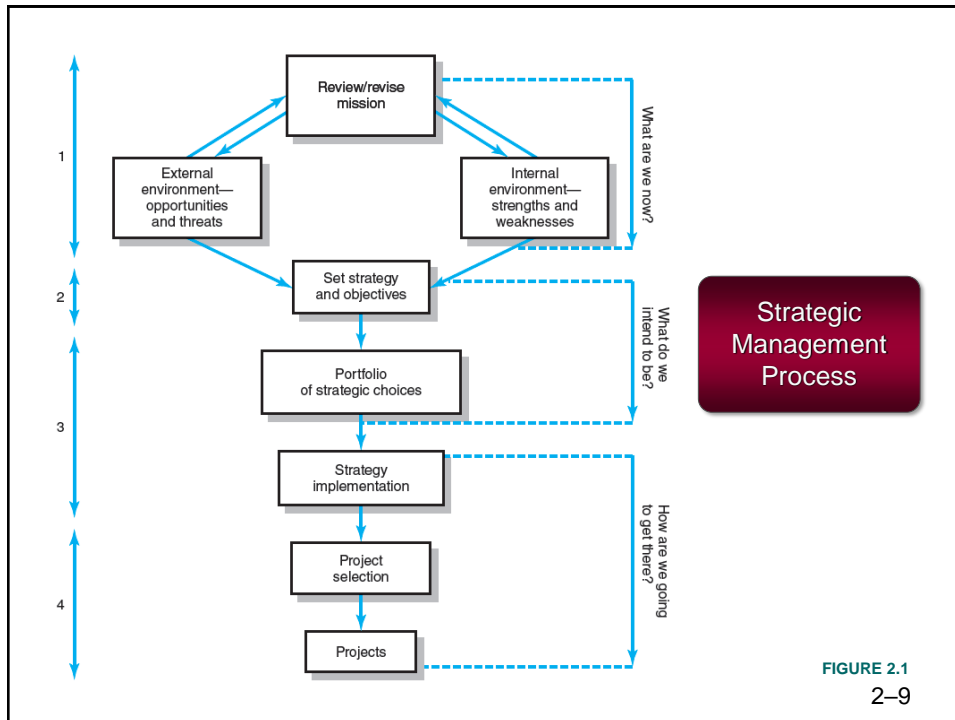 Review/revise
mission
1
What are we now?
External
environment—
opportunities
and threats
Internal
environment—
strengths and
weaknesses
2
Set strategy
and objectives
What do we
intend to be?
Strategic
Management
Process
Portfolio
of strategic choices
3
Strategy
implementation
How are we going
to get there?
Project
selection
4
Projects
FIGURE 2.1
2–9